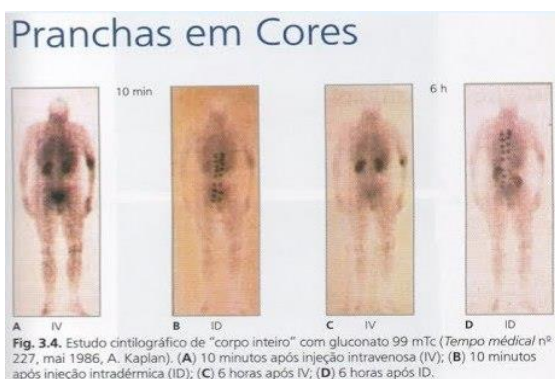 Pranchas em Cores
10 min
6 h
A IV
B ID
C IV
D ID
Fig. 3.4. Estudo cintilográfico de "corpo inteiro" com gluconato 99 mTc (Tempo médical nº
227, mai 1986, A. Kaplan). (A) 10 minutos após injeção intravenosa (IV); (B) 10 minutos
após injeção intradérmica (ID); (C) 6 horas após IV; (D) 6 horas após ID.